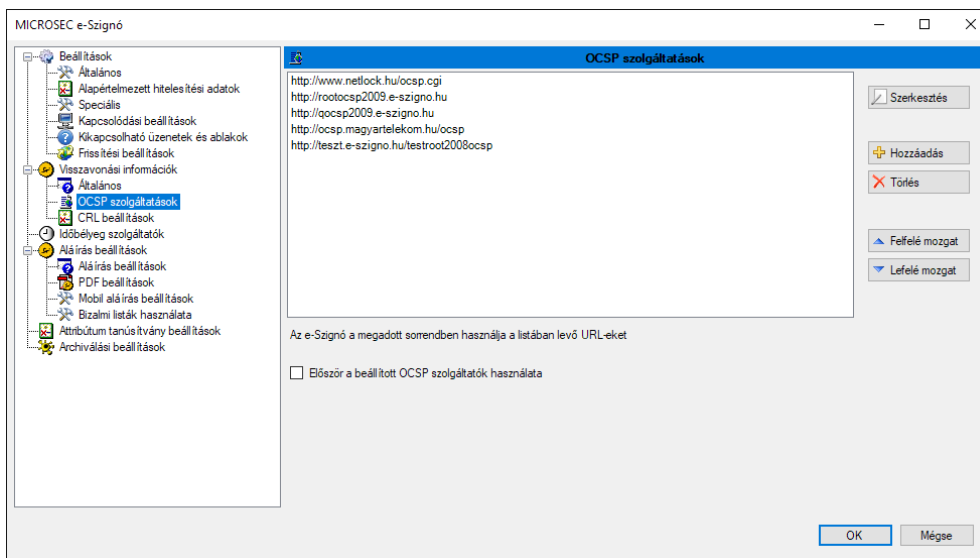 MICROSEC e-Szignó
Beállítások
Általános
Alapértelmezett hitelesítési adatok
Speciális
Kapcsolódási beállítások
Kikapcsolható üzenetek és ablakok
Frissítési beállítások
Visszavonási információk
Általános
OCSP szolgáltatások
CRL beállítások
Időbélyeg szolgáltatók
Aláírás beállítások
Aláírás beállítások
PDF beállítások
Mobil aláírás beállítások
Bizalmi listák használata
Attribútum tanúsítvány beállítások
Archiválási beállítások
OCSP szolgáltatások
http://www.netlock.hu/ocsp.cgi
http://rootocsp2009.e-szigno.hu
http://qocsp2009.e-szigno.hu
http://ocsp.magyartelekom.hu/ocsp
http://teszt.e-szigno.hu/testroot2008ocsp
Szerkesztés
Hozzáadás
Törlés
Felfelé mozgat
Lefelé mozgat
Az e-Szignó a megadott sorrendben használja a listában levő URL-eket
Először a beállított OCSP szolgáltatók használata
OK
Mégse